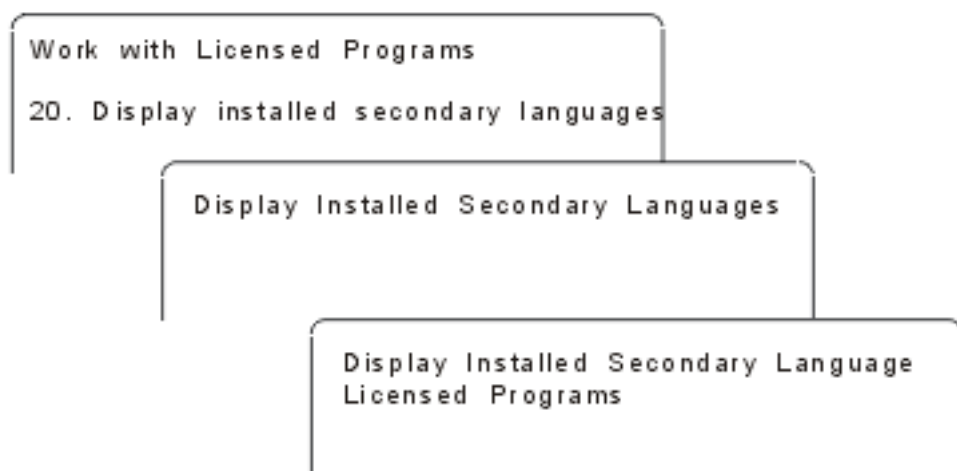 Work with Licensed Programs
20. Display installed secondary languages
Display Installed Secondary Languages
Display Installed Secondary Language
Licensed Programs